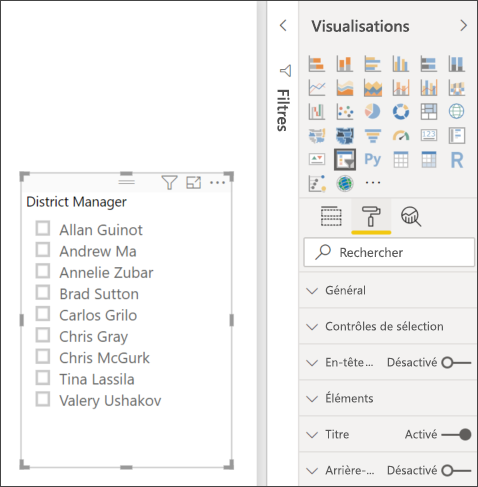 Visualisations
Filtres
123
Py
R
District Manager
Allan Guinot
Andrew Ma
Annelie Zubar
Brad Sutton
Carlos Grilo
Chris Gray
Chris McGurk
Tina Lassila
Valery Ushakov
Rechercher
Général
Contrôles de sélection
En-tête... Désactivé
Éléments
Titre Activé
Arrière-... Désactivé